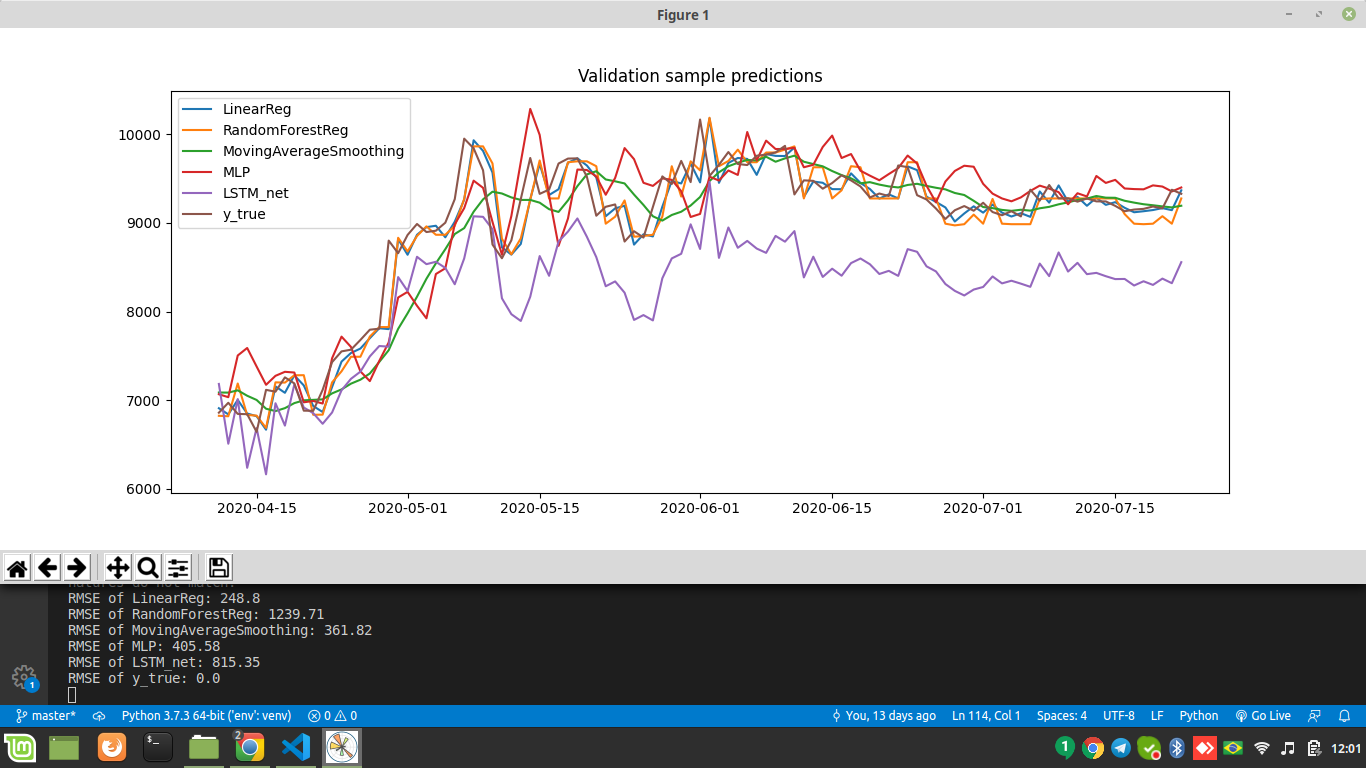 Figure 1
Validation sample predictions
LinearReg
RandomForestReg
MovingAverageSmoothing
MLP
LSTM_net
y_true
10000
9000
8000
7000
6000
2020-04-15 2020-05-01 2020-05-15 2020-06-01 2020-06-15 2020-07-01 2020-07-15
RMSE of LinearReg: 248.8
RMSE of RandomForestReg: 1239.71
RMSE of MovingAverageSmoothing: 361.82
RMSE of MLP: 405.58
RMSE of LSTM_net: 815.35
RMSE of y_true: 0.0
1
master* Python 3.7.3 64-bit ('env': venv) 0 0 You, 13 days ago Ln 114, Col 1 Spaces: 4 UTF-8 LF Python Go Live
$_ 2 1 12:01